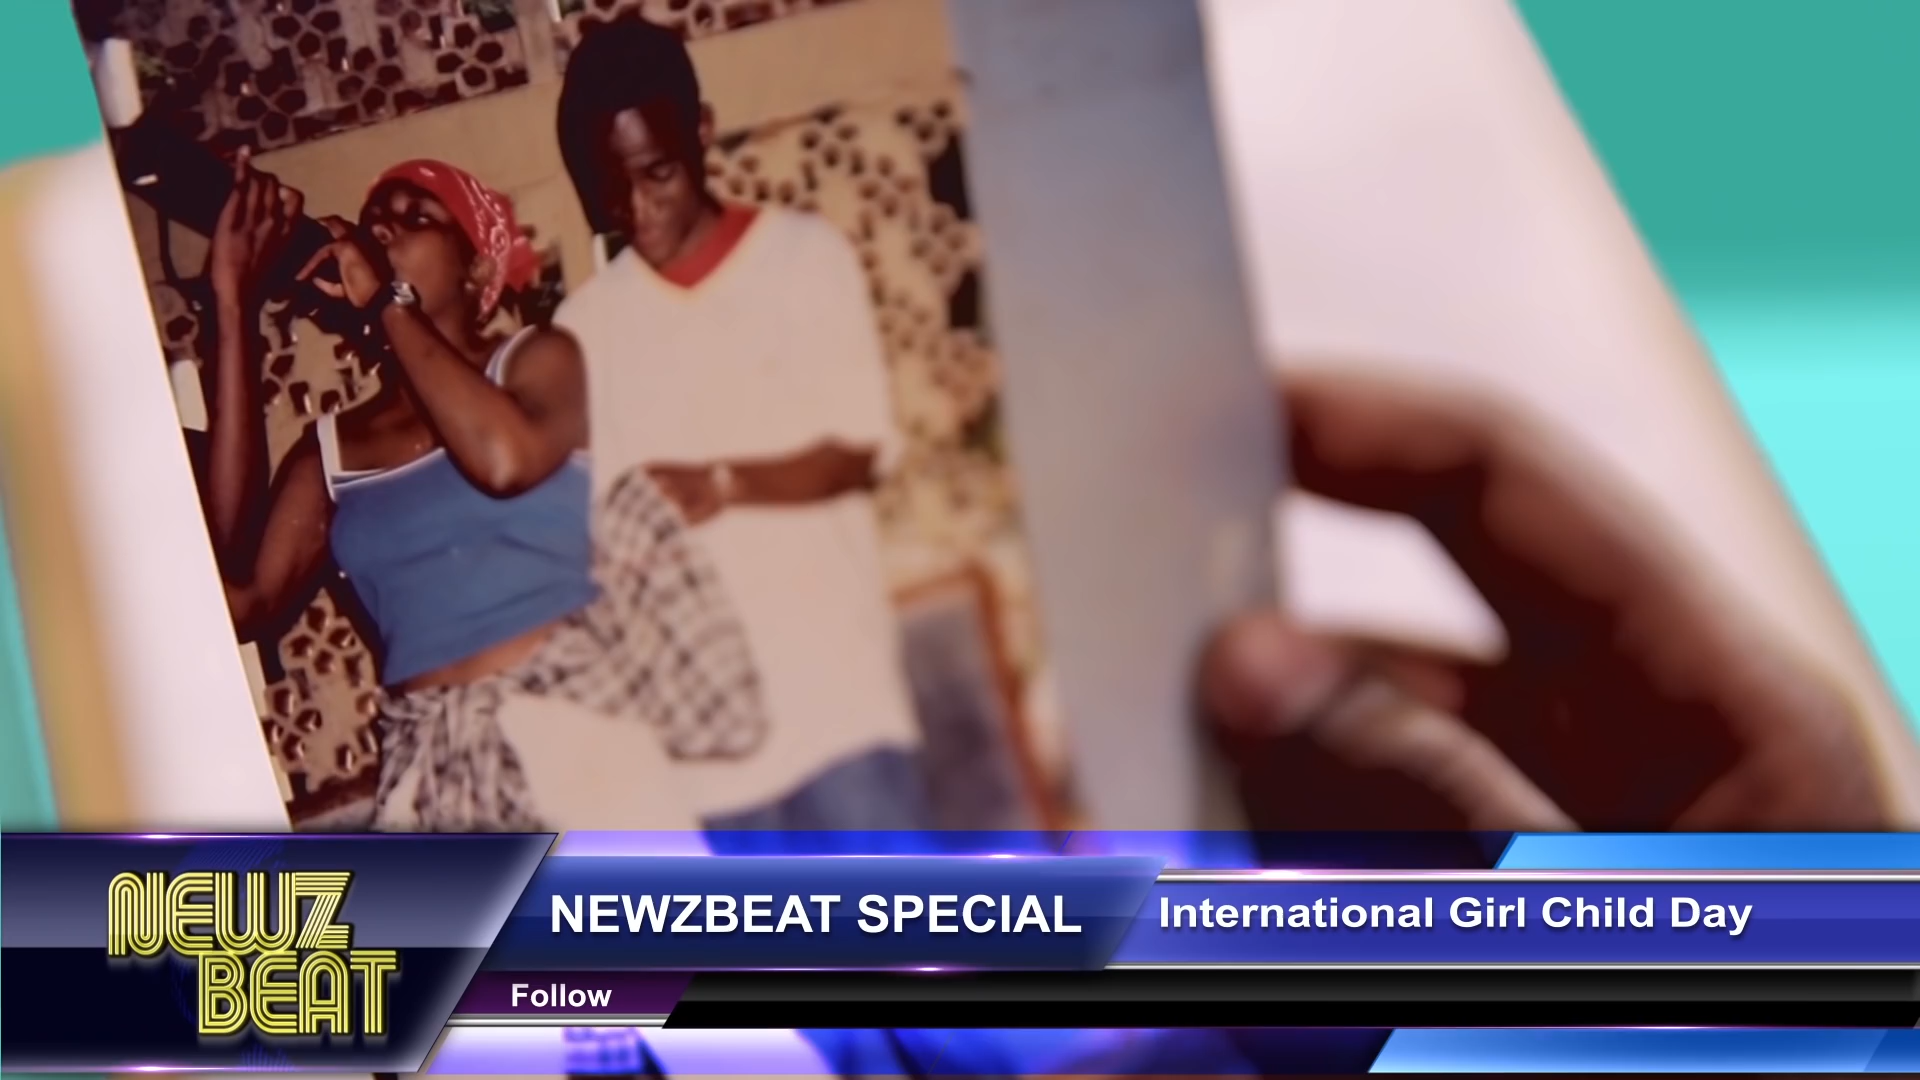 NEWZ
BEAT
NEWZBEAT SPECIAL
International Girl Child Day
Follow